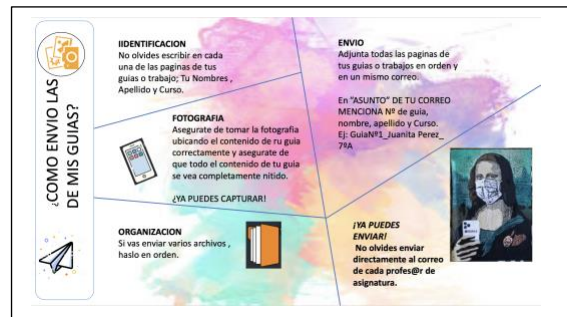 ¿COMO ENVIO LAS
DE MIS GUIAS?
IIDENTIFICACION
No olvides escribir en cada
una de las paginas de tus
guias o trabajo; Tu Nombres ,
Apellido y Curso.
FOTOGRAFIA
Asegurate de tomar la fotografia
ubicando el contenido de ru guia
correctamente y asegurate de
que todo el contenido de tu guia
se vea completamente nitido.
¿YA PUEDES CAPTURAR!
ORGANIZACION
Si vas enviar varios archivos ,
haslo en orden.
ENVIO
Adjunta todas las paginas de
tus guias o trabajos en orden y
en un mismo correo.
En "ASUNTO" DE TU CORREO
MENCIONA Nº de guia,
nombre, apellido y Curso.
Ej: GuiaNº1_Juanita Perez_
7ºA
¡YA PUEDES
ENVIAR!
No olvides enviar
directamente al correo
de cada profes@r de
asignatura.